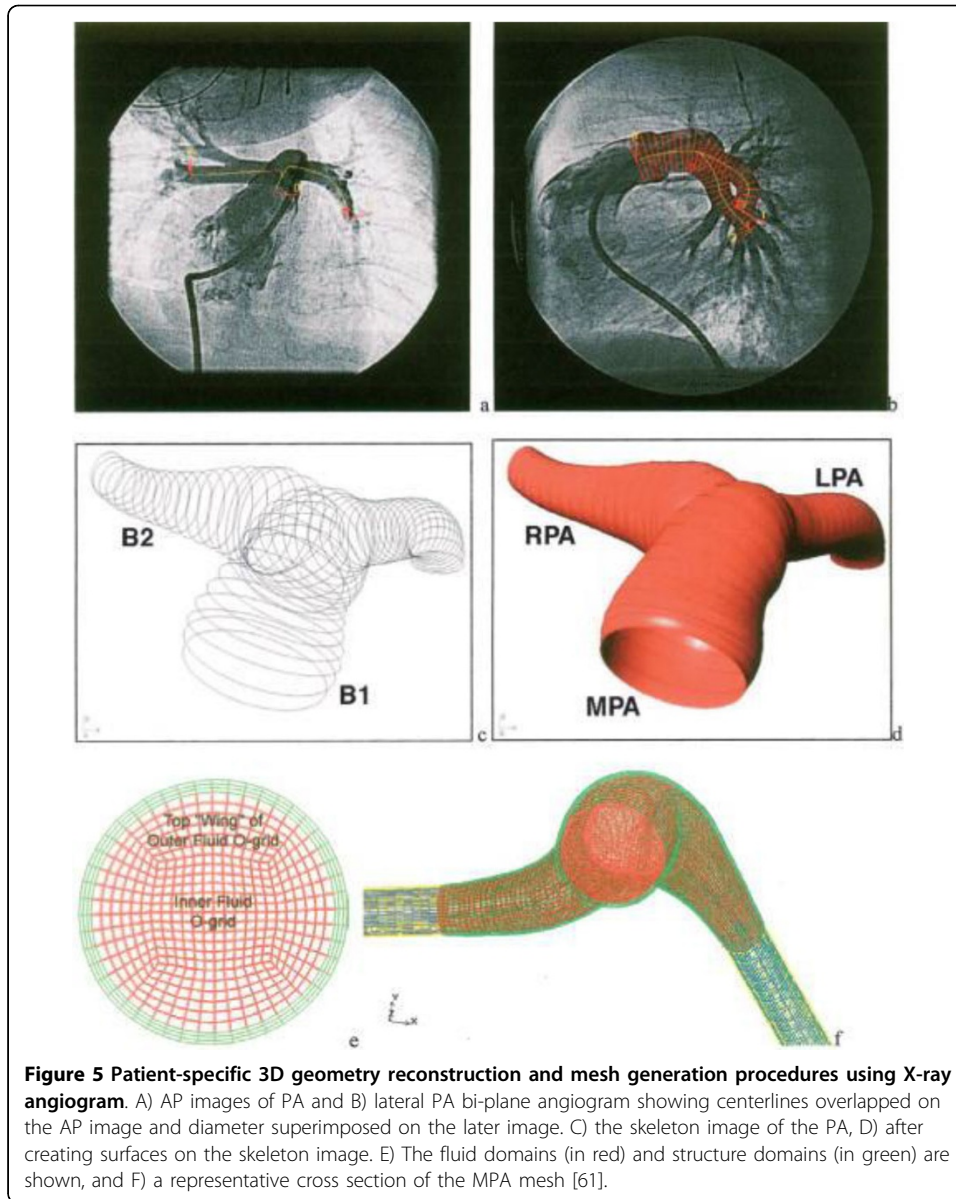 a
b
B2
B1
c
LPA
RPA
MPA
d
Top "Wing" of
Outer Fluid O-grid
Inner Fluid
O-grid
e
Y
Z X
f
Figure 5 Patient-specific 3D geometry reconstruction and mesh generation procedures using X-ray
angiogram. A) AP images of PA and B) lateral PA bi-plane angiogram showing centerlines overlapped on
the AP image and diameter superimposed on the later image. C) the skeleton image of the PA, D) after
creating surfaces on the skeleton image. E) The fluid domains (in red) and structure domains (in green) are
shown, and F) a representative cross section of the MPA mesh [61].